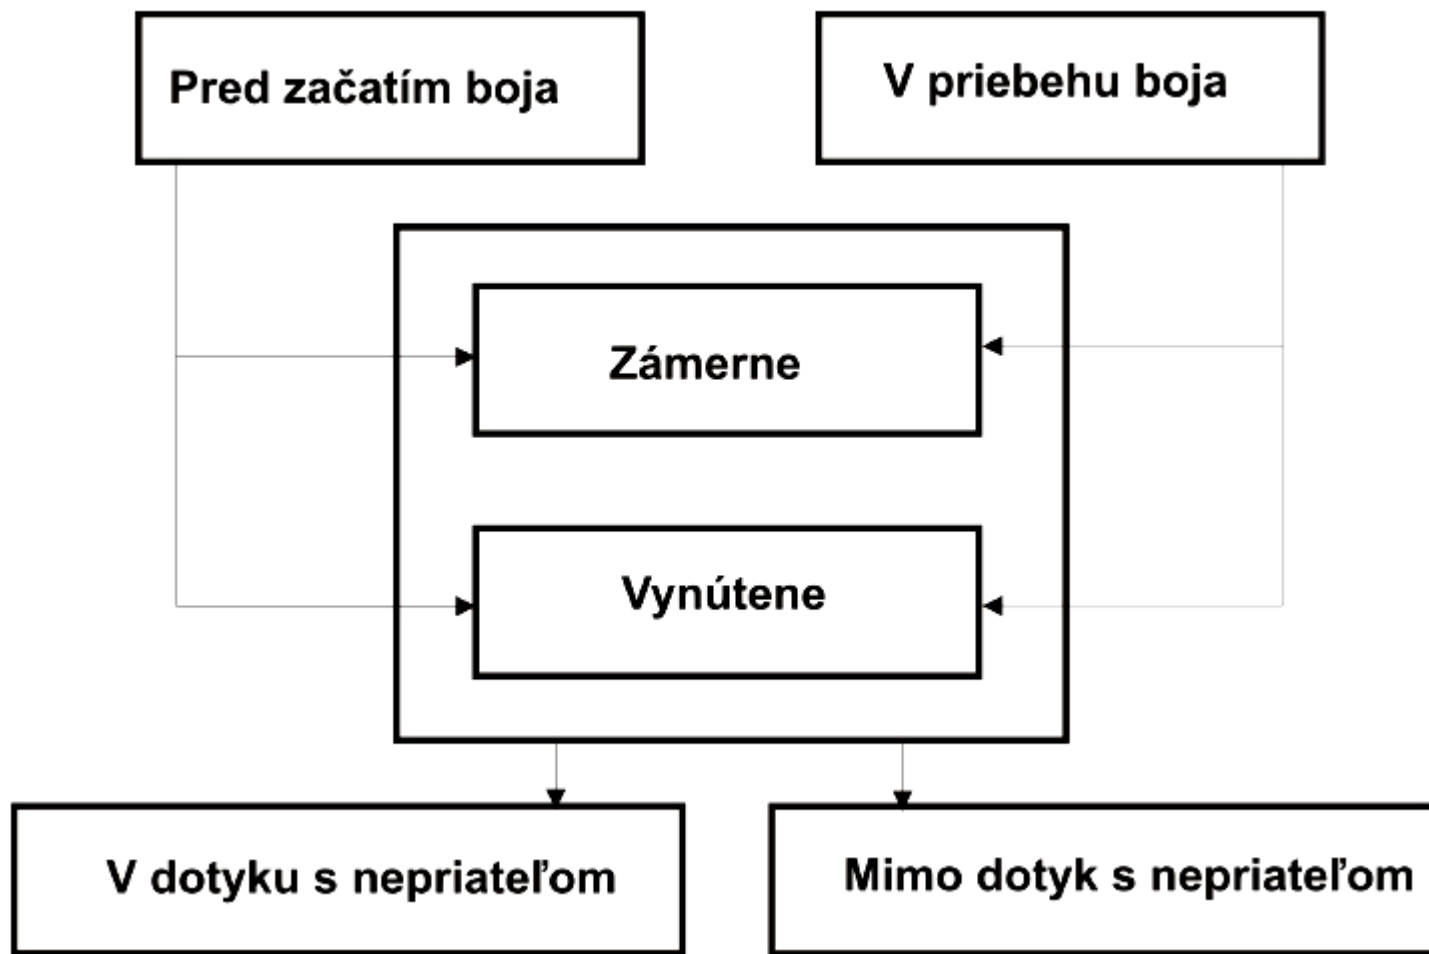 Pred začatím boja
V priebehu boja
Zámerne
Vynútene
V dotyku s nepriateľom
Mimo dotyk s nepriateľom